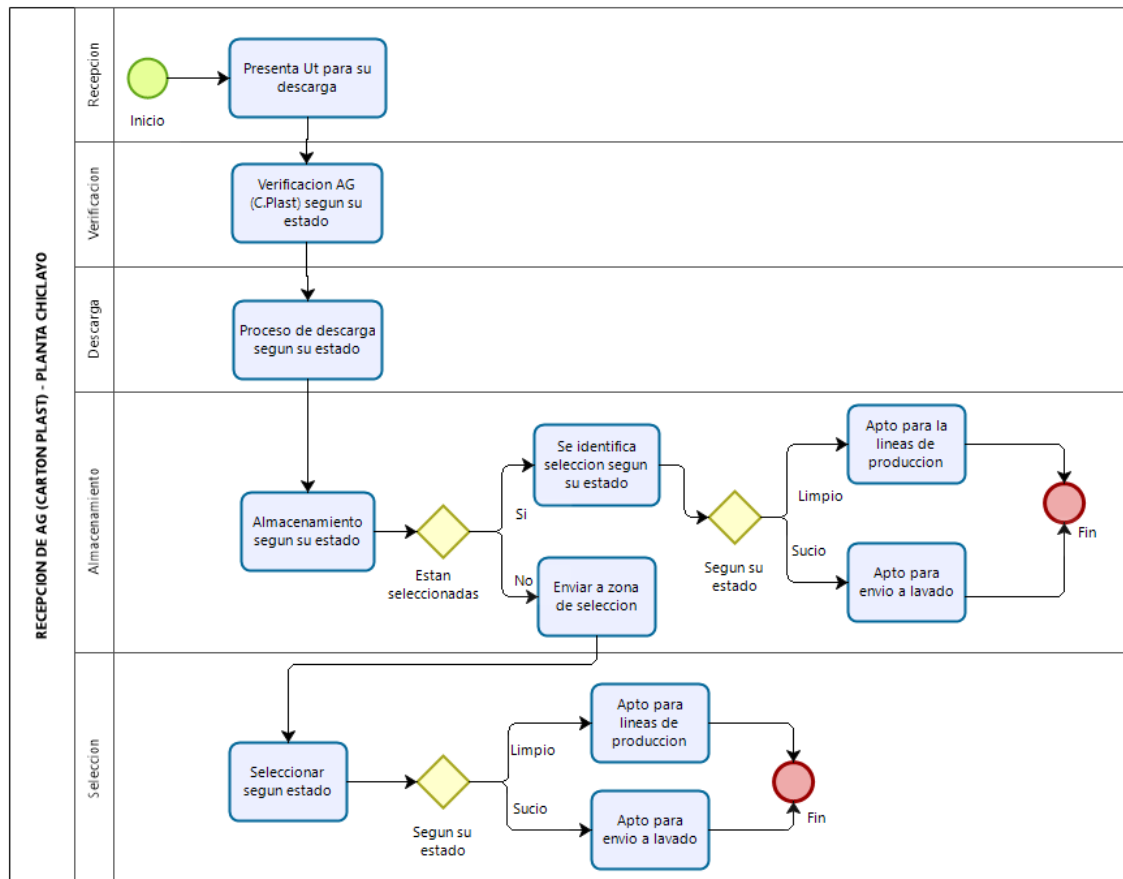 RECEPCION DE AG (CARTON PLAST) - PLANTA CHICLAYO
Recepcion
Inicio
Presenta Ut para su
descarga
Verificacion
Verificacion AG
(C.Plast) segun su
estado
Descarga
Proceso de descarga
segun su estado
Almacenamiento
Almacenamiento
segun su estado
Estan
seleccionadas
Si
No
Se identifica
seleccion segun
su estado
Enviar a zona
de seleccion
Segun su
estado
Limpio
Sucio
Apto para la
lineas de
produccion
Apto para
envio a lavado
Fin
Seleccion
Seleccionar
segun estado
Segun su
estado
Limpio
Sucio
Apto para
lineas de
produccion
Apto para
envio a lavado
Fin